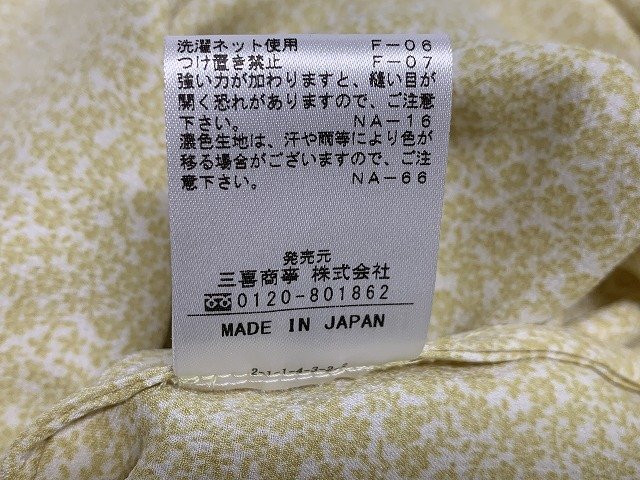 洗濯ネット使用 F-06
つけ置き禁止 F-07
強い力が加わりますと、縫い目が
開く恐れがありますので、ご注意
下さい。 NA-16
濃色生地は、汗や雨等により色が
移る場合がございますので、ご注
意下さい。 NA-66
発売元
三喜商事 株式会社
0120-801862
MADE IN JAPAN